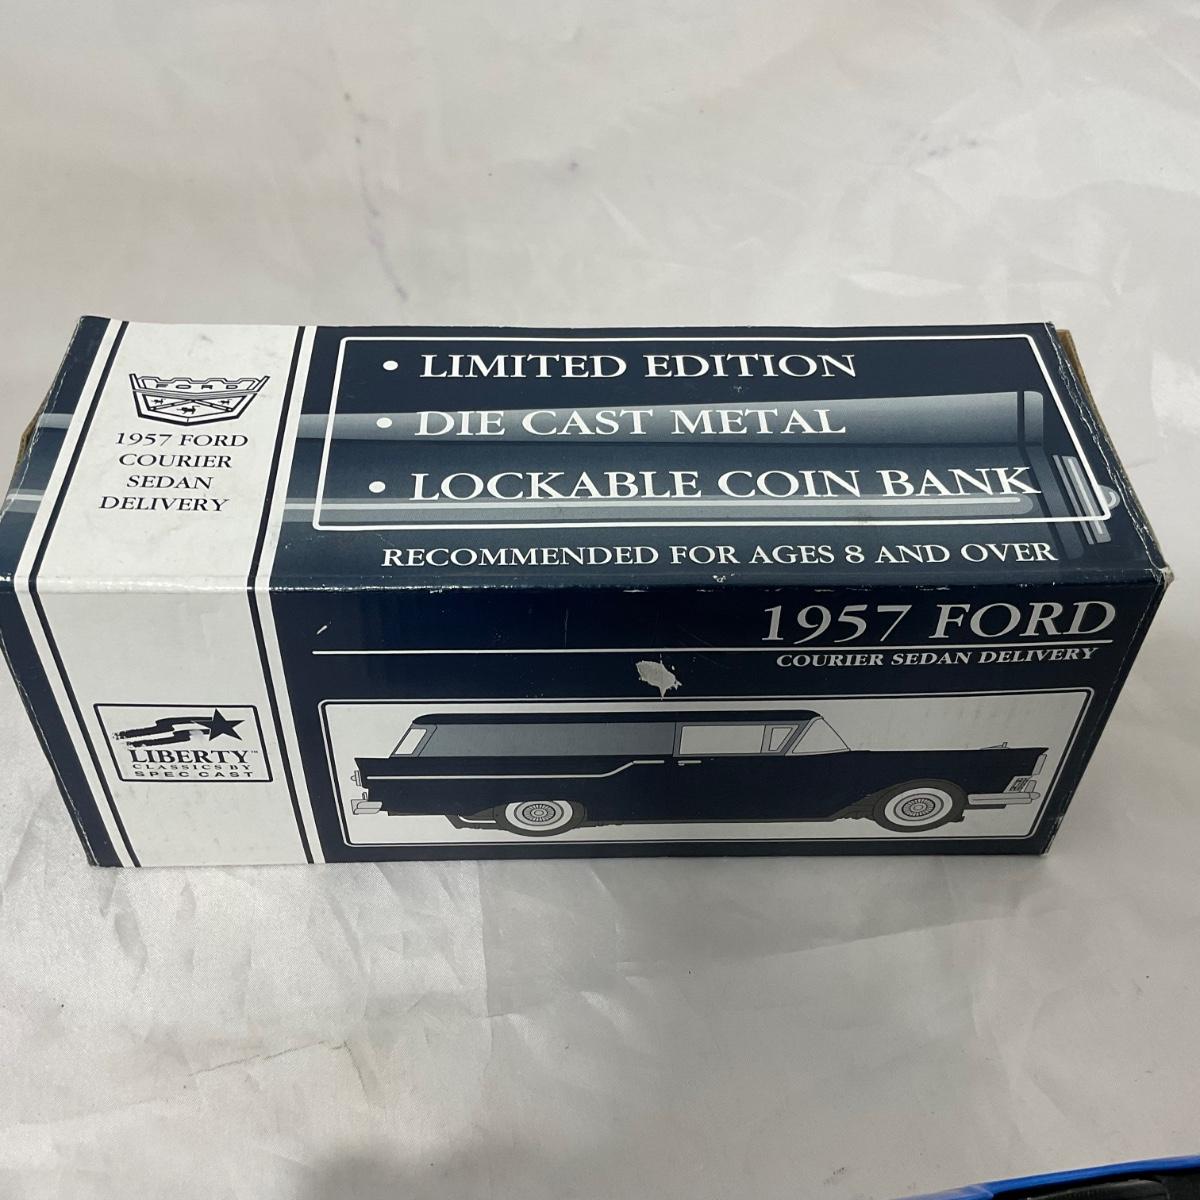 FORD
1957 FORD
COURIER
SEDAN
DELIVERY
• LIMITED EDITION
• DIE CAST METAL
• LOCKABLE COIN BANK
RECOMMENDED FOR AGES 8 AND OVER
1957 FORD
COURIER SEDAN DELIVERY
LIBERTY™
CLASSICS BY
SPEC CAST